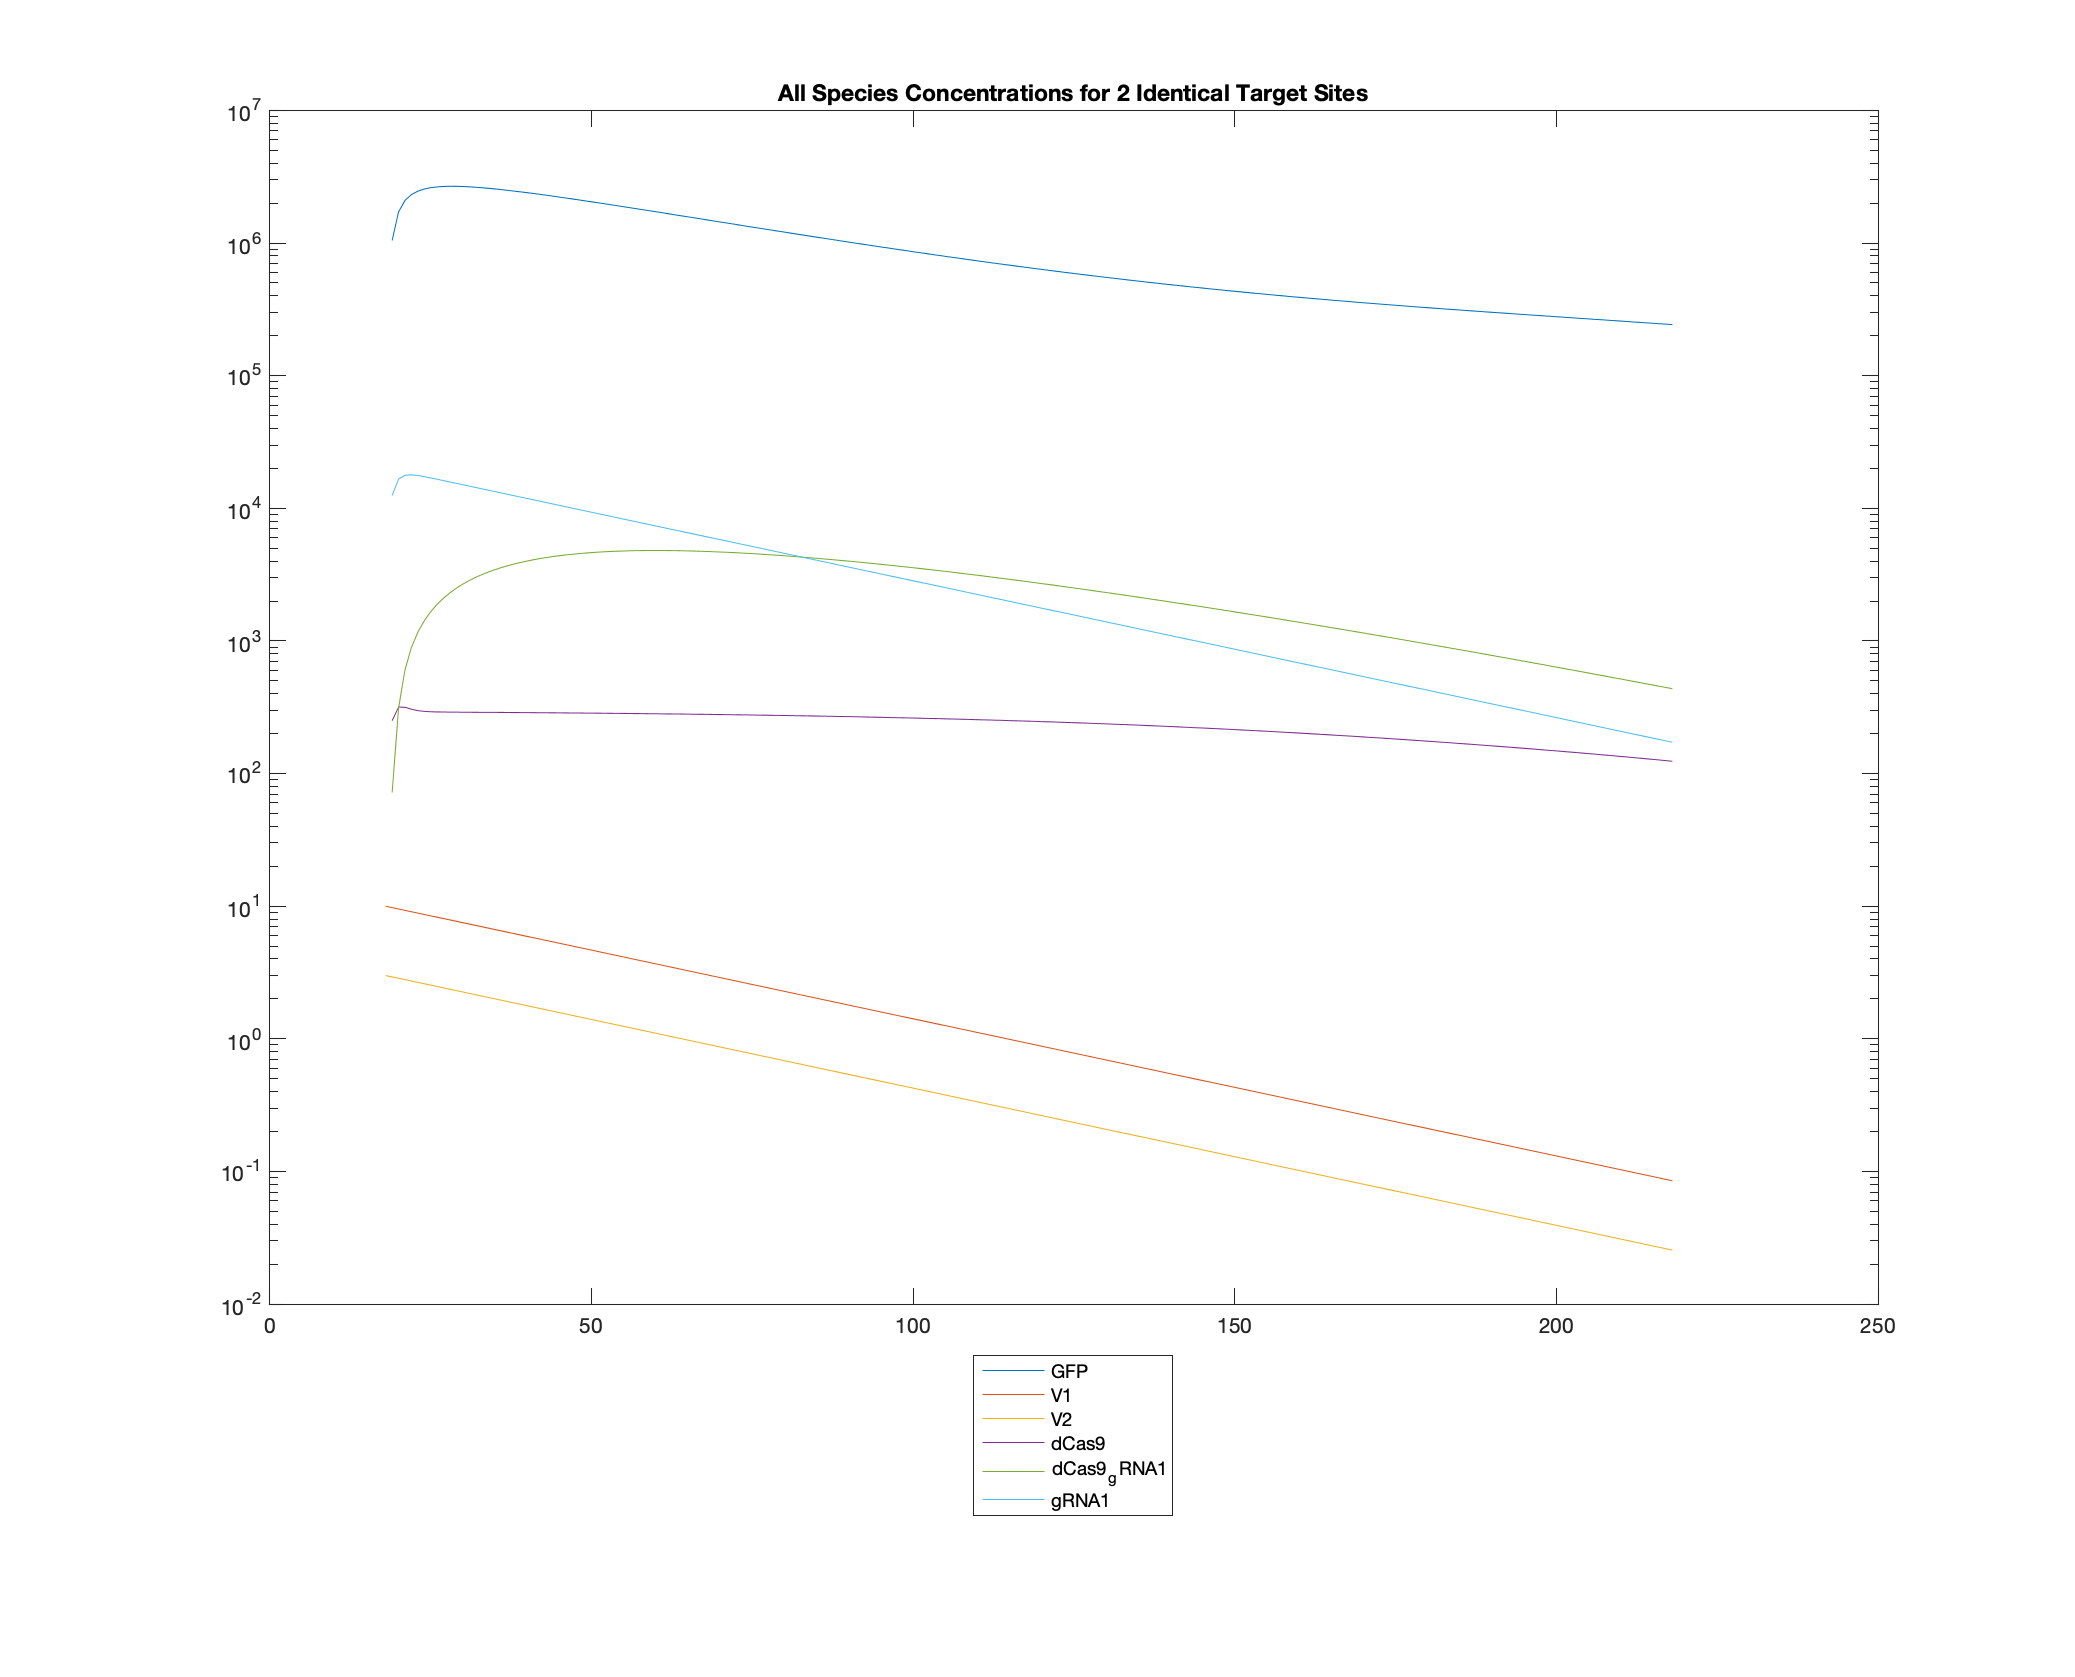 All Species Concentrations for 2 Identical Target Sites
10^7
10^6
10^5
10^4
10^3
10^2
10^1
10^0
10^-1
10^-2
0 50 100 150 200 250
GFP
V1
V2
dCas9
dCas9_gRNA1
gRNA1